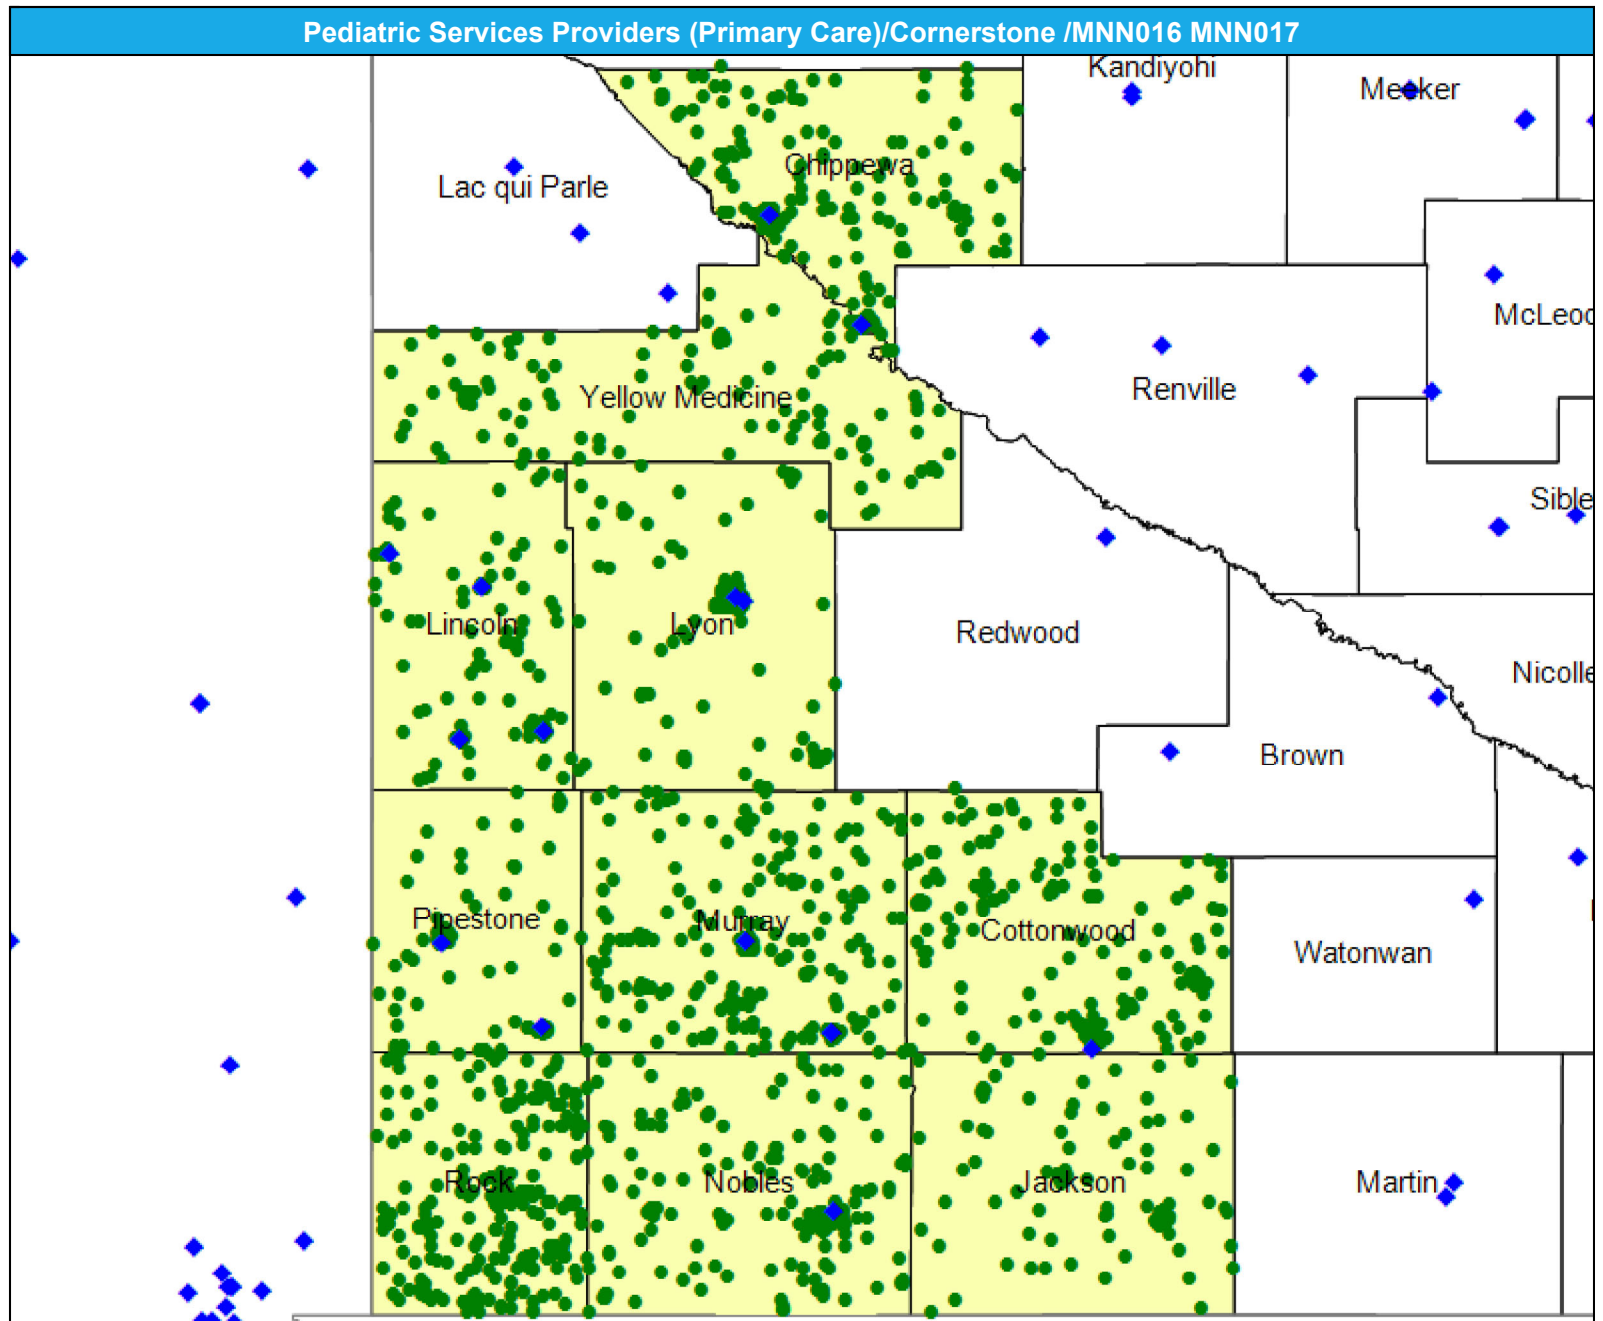 Pediatric Services Providers (Primary Care)/Cornerstone /MNN016 MNN017
Kandiyohi
Meeker
Chippewa
Lac qui Parle
McLeod
Renville
Yellow Medicine
Sible
Lincoln
Lyon
Redwood
Nicolle
Brown
Pipestone
Murray
Cottonwood
Watonwan
Rock
Nobles
Jackson
Martin